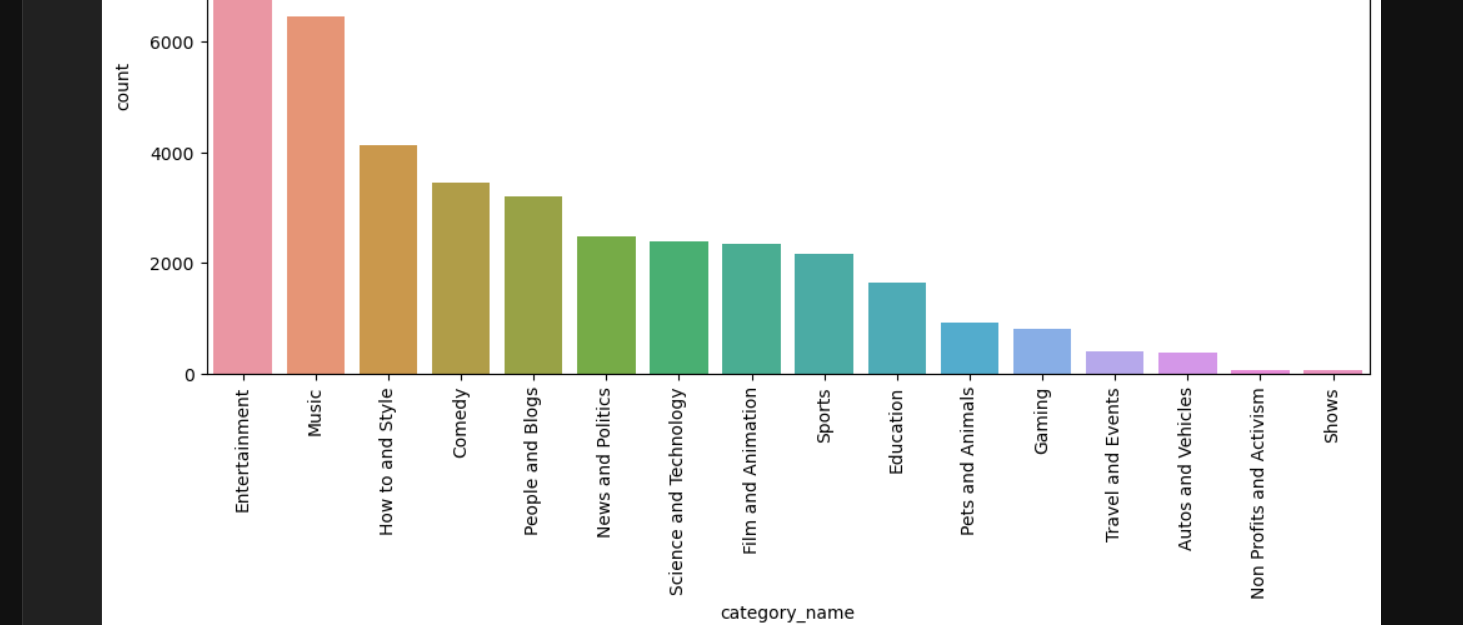 6000
count
4000
2000
0
Entertainment
Music
How to and Style
Comedy
People and Blogs
News and Politics
Science and Technology
Film and Animation
Sports
Education
Pets and Animals
Gaming
Travel and Events
Autos and Vehicles
Non Profits and Activism
Shows
category_name